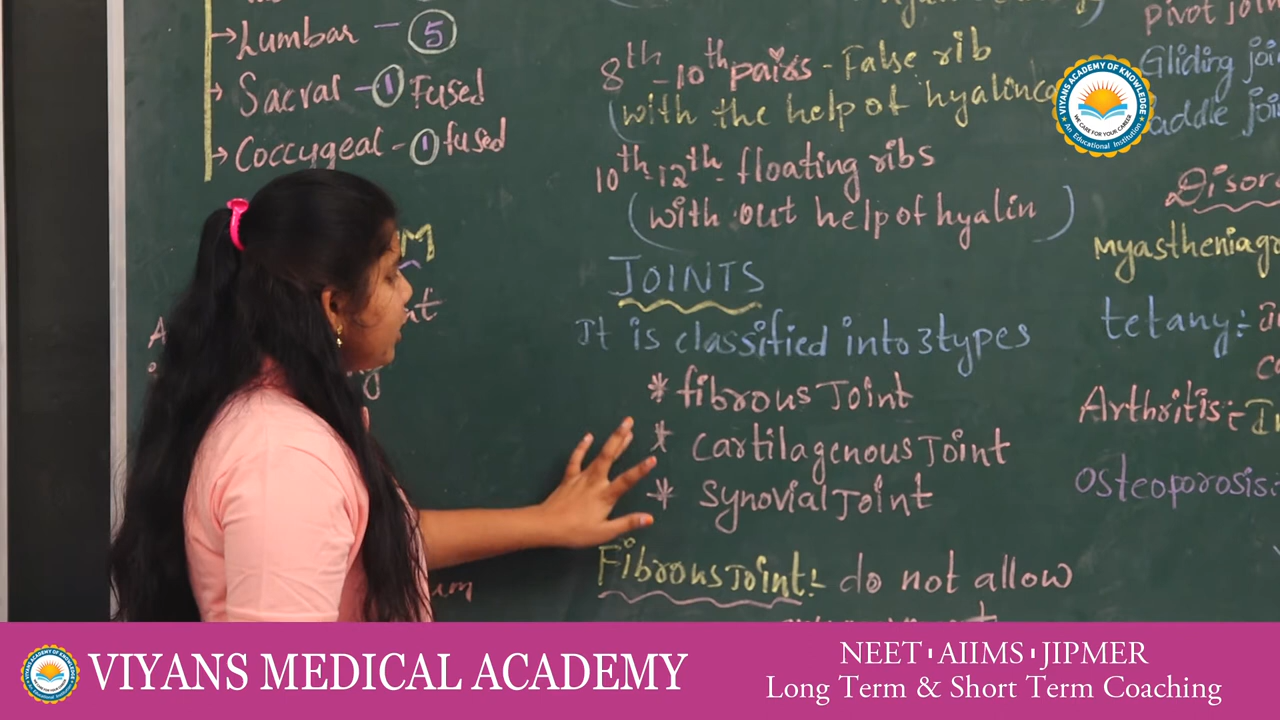 Lumbar - 5
Sacral - 1 Fused
Coccygeal - 1 fused
8th - 10th pairs - False rib
(with the help of hyalin
10th - 12th - floating ribs
(with out help of hyalin)
JOINTS
It is classified into 3 types
* fibrous Joint
* Cartilagenous Joint
* Synovial Joint
Fibrous Joint :- do not allow
pivot join
Gliding joi
addle join
Disor
Myasthenia gr
tetany :-
Arthritis :- In
Osteoporosis :
VIYANS ACADEMY OF KNOWLEDGE
WE CARE FOR YOUR CAREER
An Educational Institution
VIYANS MEDICAL ACADEMY
NEET ' AIIMS ' JIPMER
Long Term & Short Term Coaching